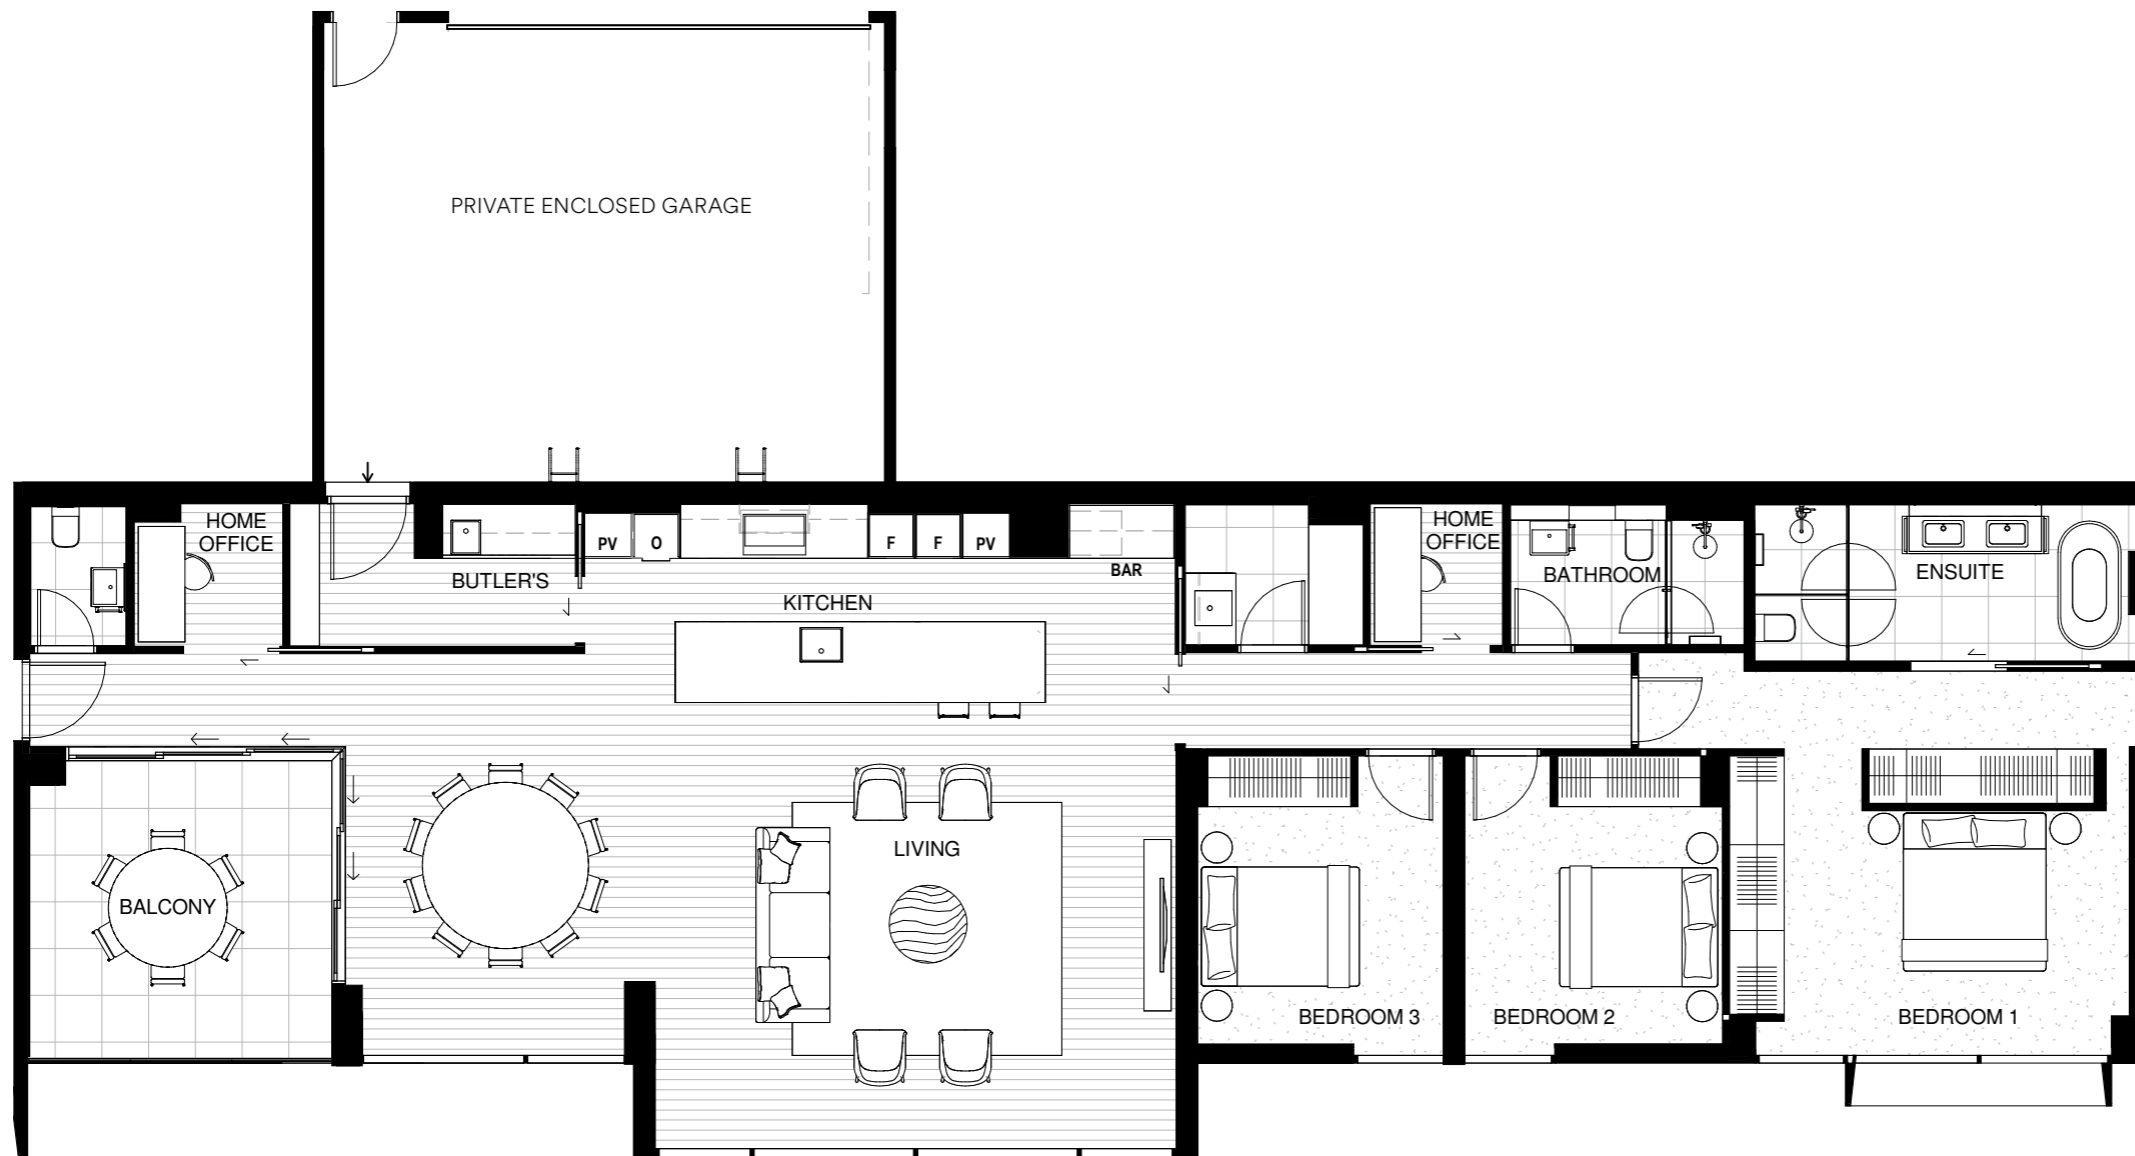 PRIVATE ENCLOSED GARAGE
HOME
OFFICE
BUTLER'S
PV
O
KITCHEN
F
F
PV
BAR
HOME
OFFICE
BATHROOM
ENSUITE
BALCONY
LIVING
BEDROOM 3
BEDROOM 2
BEDROOM 1